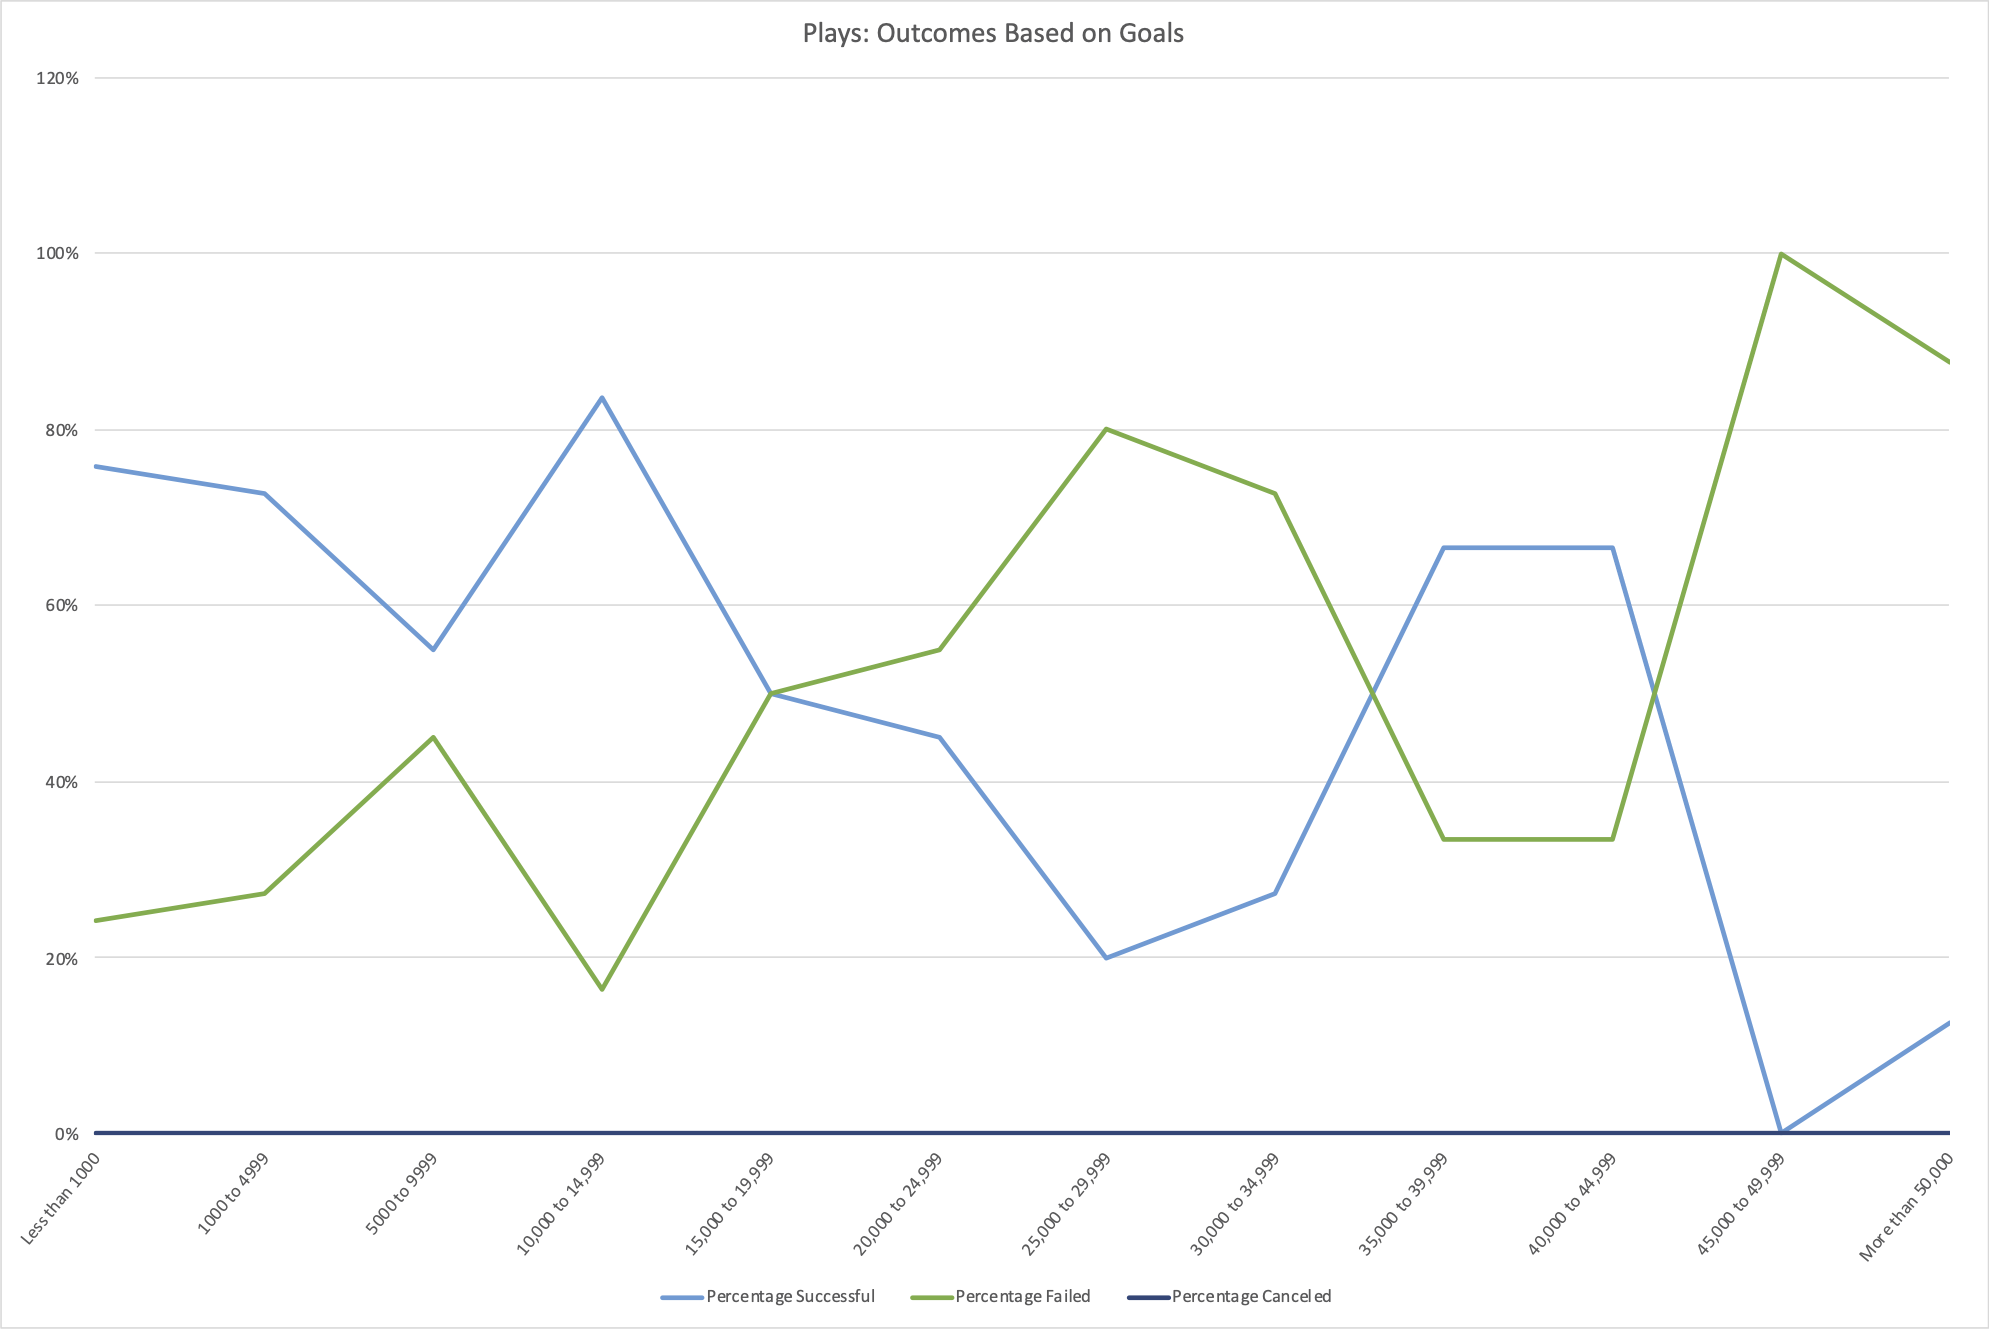 Plays: Outcomes Based on Goals
120%
100%
80%
60%
40%
20%
0%
Less than 1000
1000 to 4999
5000 to 9999
10,000 to 14,999
15,000 to 19,999
20,000 to 24,999
25,000 to 29,999
30,000 to 34,999
35,000 to 39,999
40,000 to 44,999
45,000 to 49,999
More than 50,000
Percentage Successful
Percentage Failed
Percentage Canceled